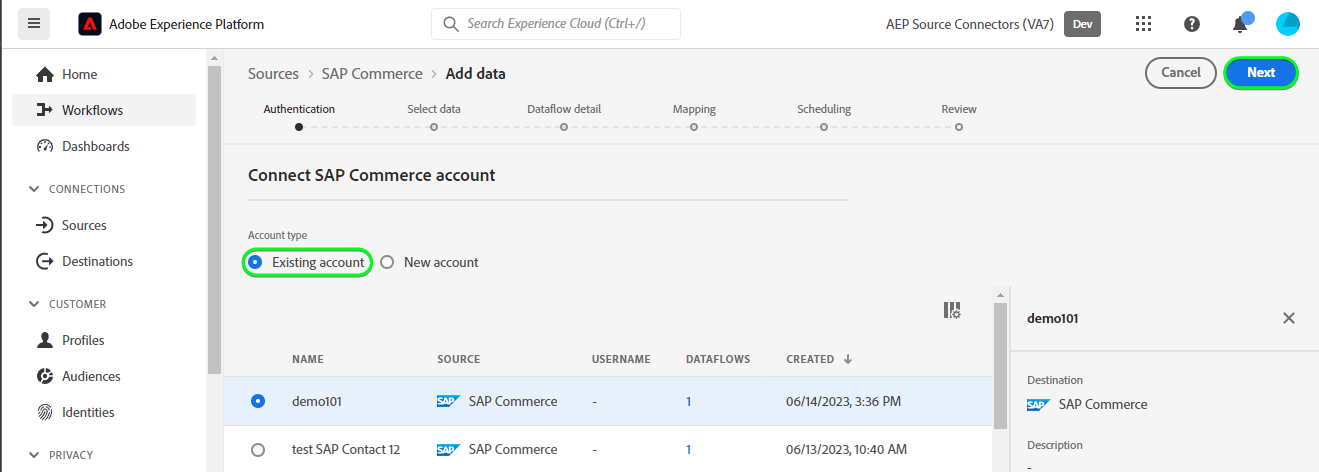 Adobe Experience Platform
Search Experience Cloud (Ctrl+/)
AEP Source Connectors (VA7)
Dev
Home
Workflows
Dashboards
CONNECTIONS
Sources
Destinations
CUSTOMER
Profiles
Audiences
Identities
PRIVACY
Sources > SAP Commerce > Add data
Cancel
Next
Authentication
Select data
Dataflow detail
Mapping
Scheduling
Review
Connect SAP Commerce account
Account type
Existing account
New account
NAME SOURCE USERNAME DATAFLOWS CREATED ↓
demo101 SAP SAP Commerce - 1 06/14/2023, 3:36 PM
test SAP Contact 12 SAP SAP Commerce - 1 06/13/2023, 10:40 AM
demo101
Destination
SAP SAP Commerce
Description
-